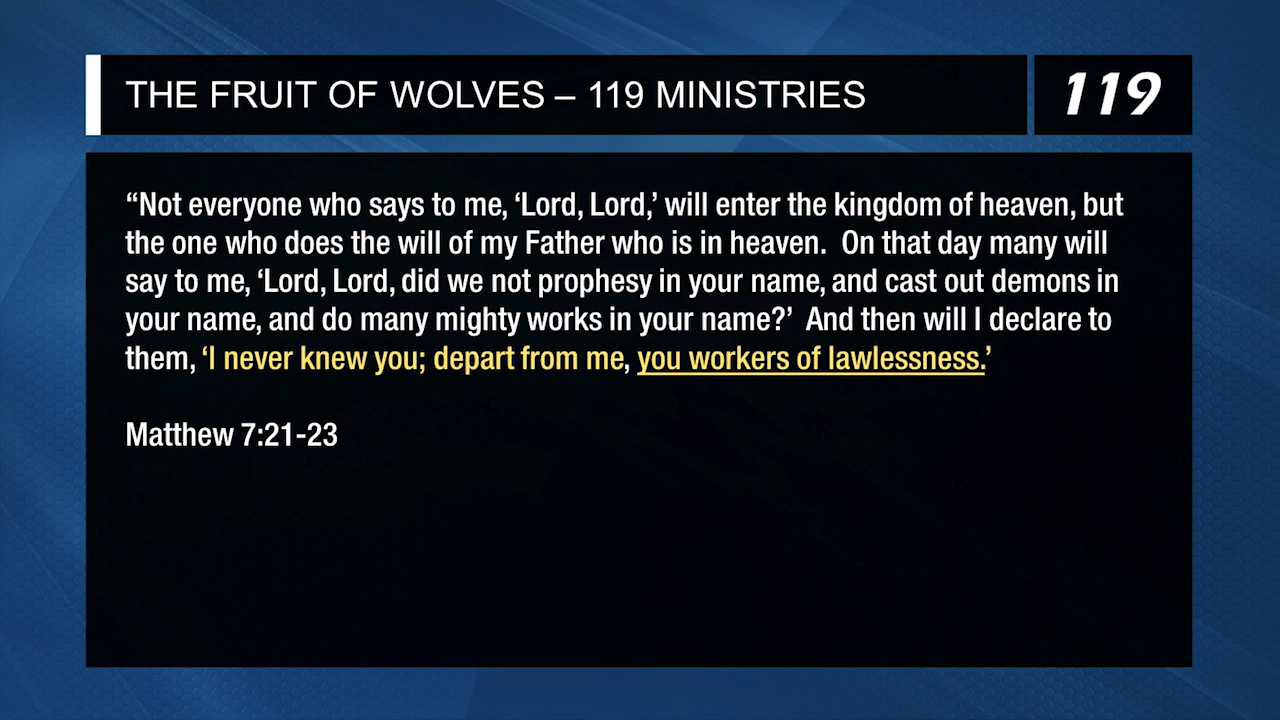 THE FRUIT OF WOLVES – 119 MINISTRIES
119
“Not everyone who says to me, ‘Lord, Lord,’ will enter the kingdom of heaven, but
the one who does the will of my Father who is in heaven.  On that day many will
say to me, ‘Lord, Lord, did we not prophesy in your name, and cast out demons in
your name, and do many mighty works in your name?’  And then will I declare to
them, ‘I never knew you; depart from me, you workers of lawlessness.’
Matthew 7:21-23